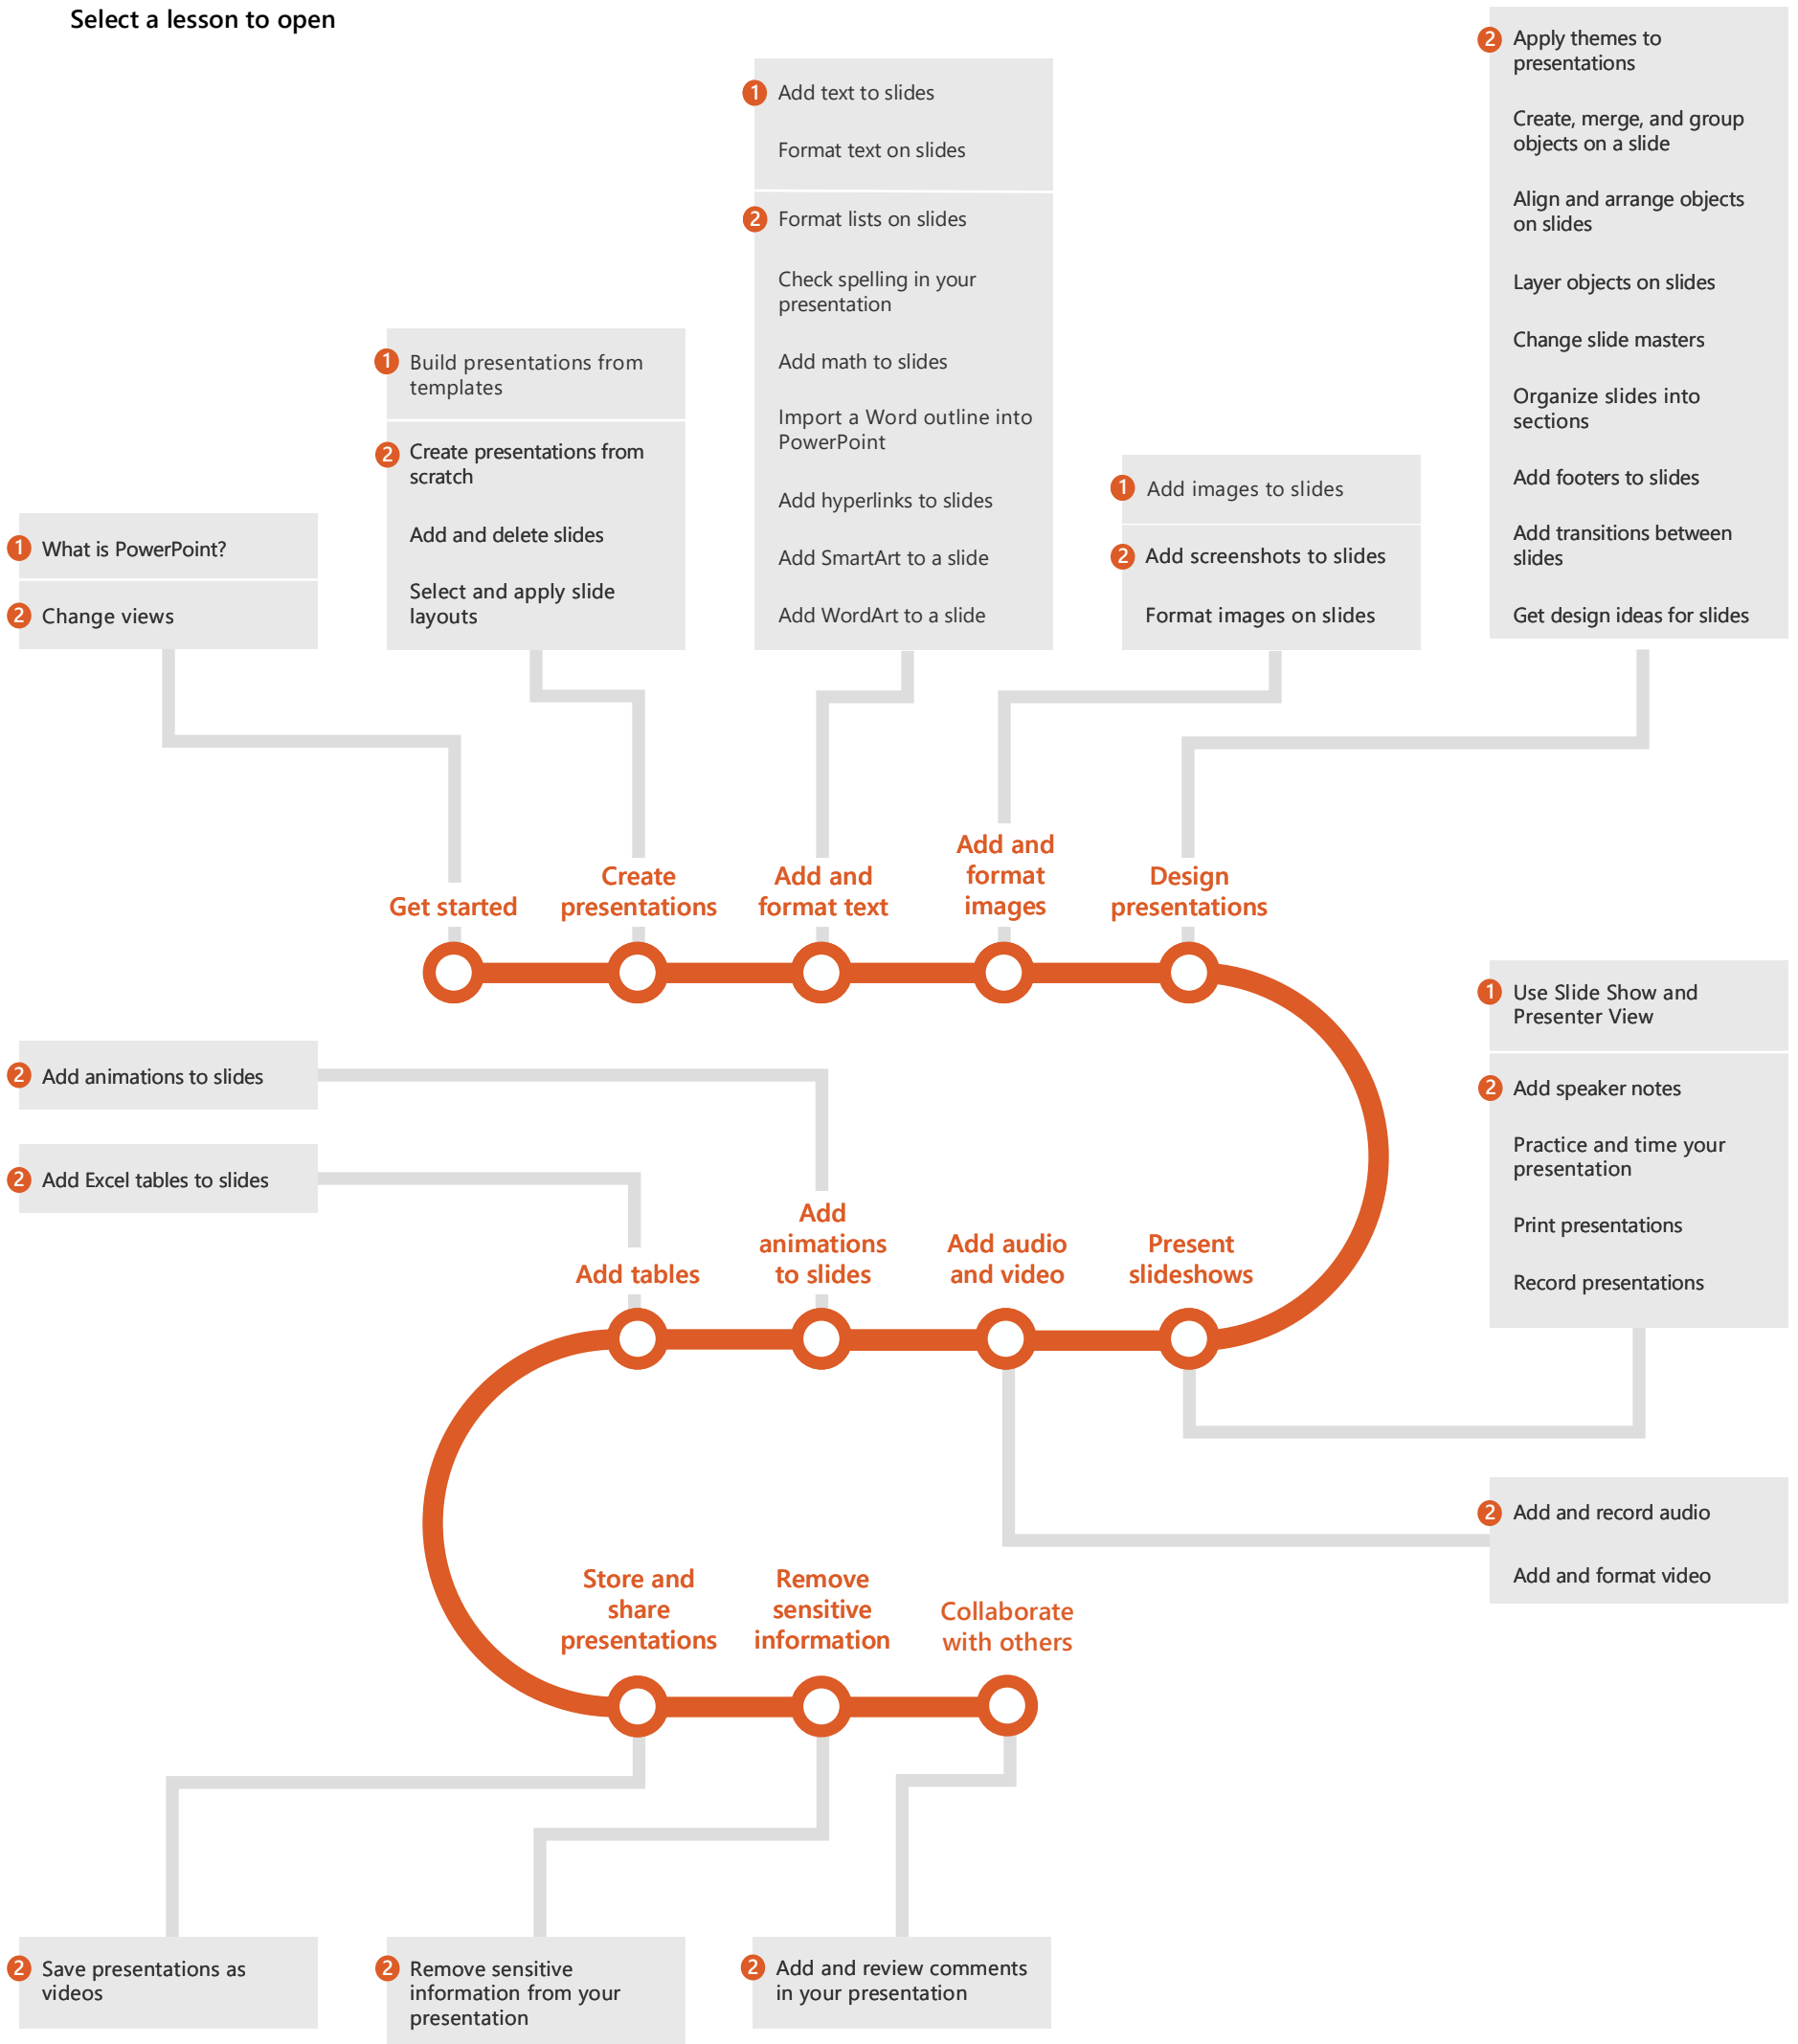 Select a lesson to open
1 What is PowerPoint?
2 Change views
1 Build presentations from
templates
2 Create presentations from
scratch
Add and delete slides
Select and apply slide
layouts
1 Add text to slides
Format text on slides
2 Format lists on slides
Check spelling in your
presentation
Add math to slides
Import a Word outline into
PowerPoint
Add hyperlinks to slides
Add SmartArt to a slide
Add WordArt to a slide
1 Add images to slides
2 Add screenshots to slides
Format images on slides
2 Apply themes to
presentations
Create, merge, and group
objects on a slide
Align and arrange objects
on slides
Layer objects on slides
Change slide masters
Organize slides into
sections
Add footers to slides
Add transitions between
slides
Get design ideas for slides
Get started
Create
presentations
Add and
format text
Add and
format
images
Design
presentations
1 Use Slide Show and
Presenter View
2 Add speaker notes
Practice and time your
presentation
Print presentations
Record presentations
2 Add animations to slides
2 Add Excel tables to slides
Add tables
Add
animations
to slides
Add audio
and video
Present
slideshows
2 Add and record audio
Add and format video
Store and
share
presentations
Remove
sensitive
information
Collaborate
with others
2 Save presentations as
videos
2 Remove sensitive
information from your
presentation
2 Add and review comments
in your presentation